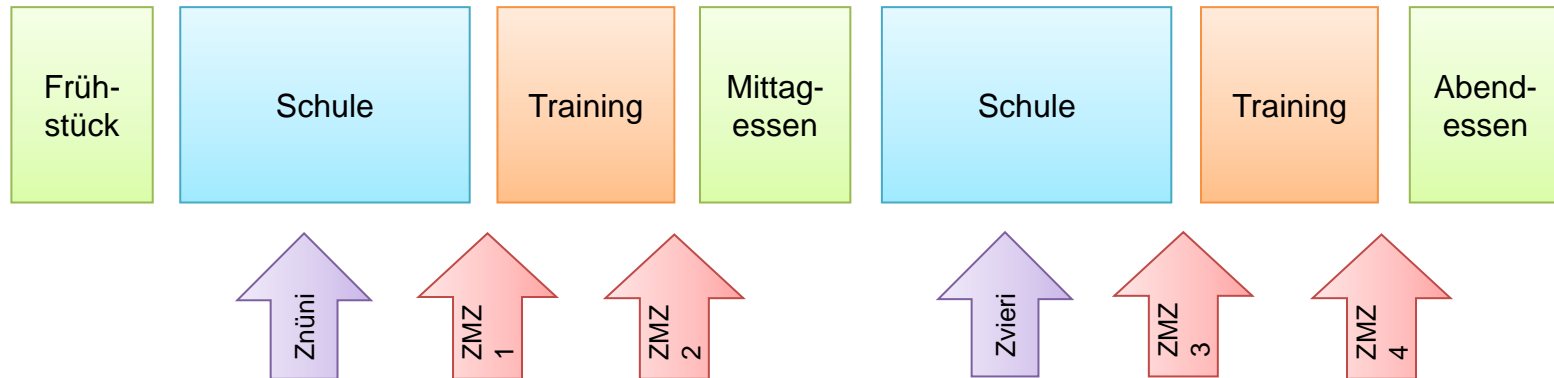 Früh-
stück
Schule
Training
Mittag-
essen
Schule
Training
Abend-
essen
Znüni
ZMZ
1
ZMZ
2
Zvieri
ZMZ
3
ZMZ
4